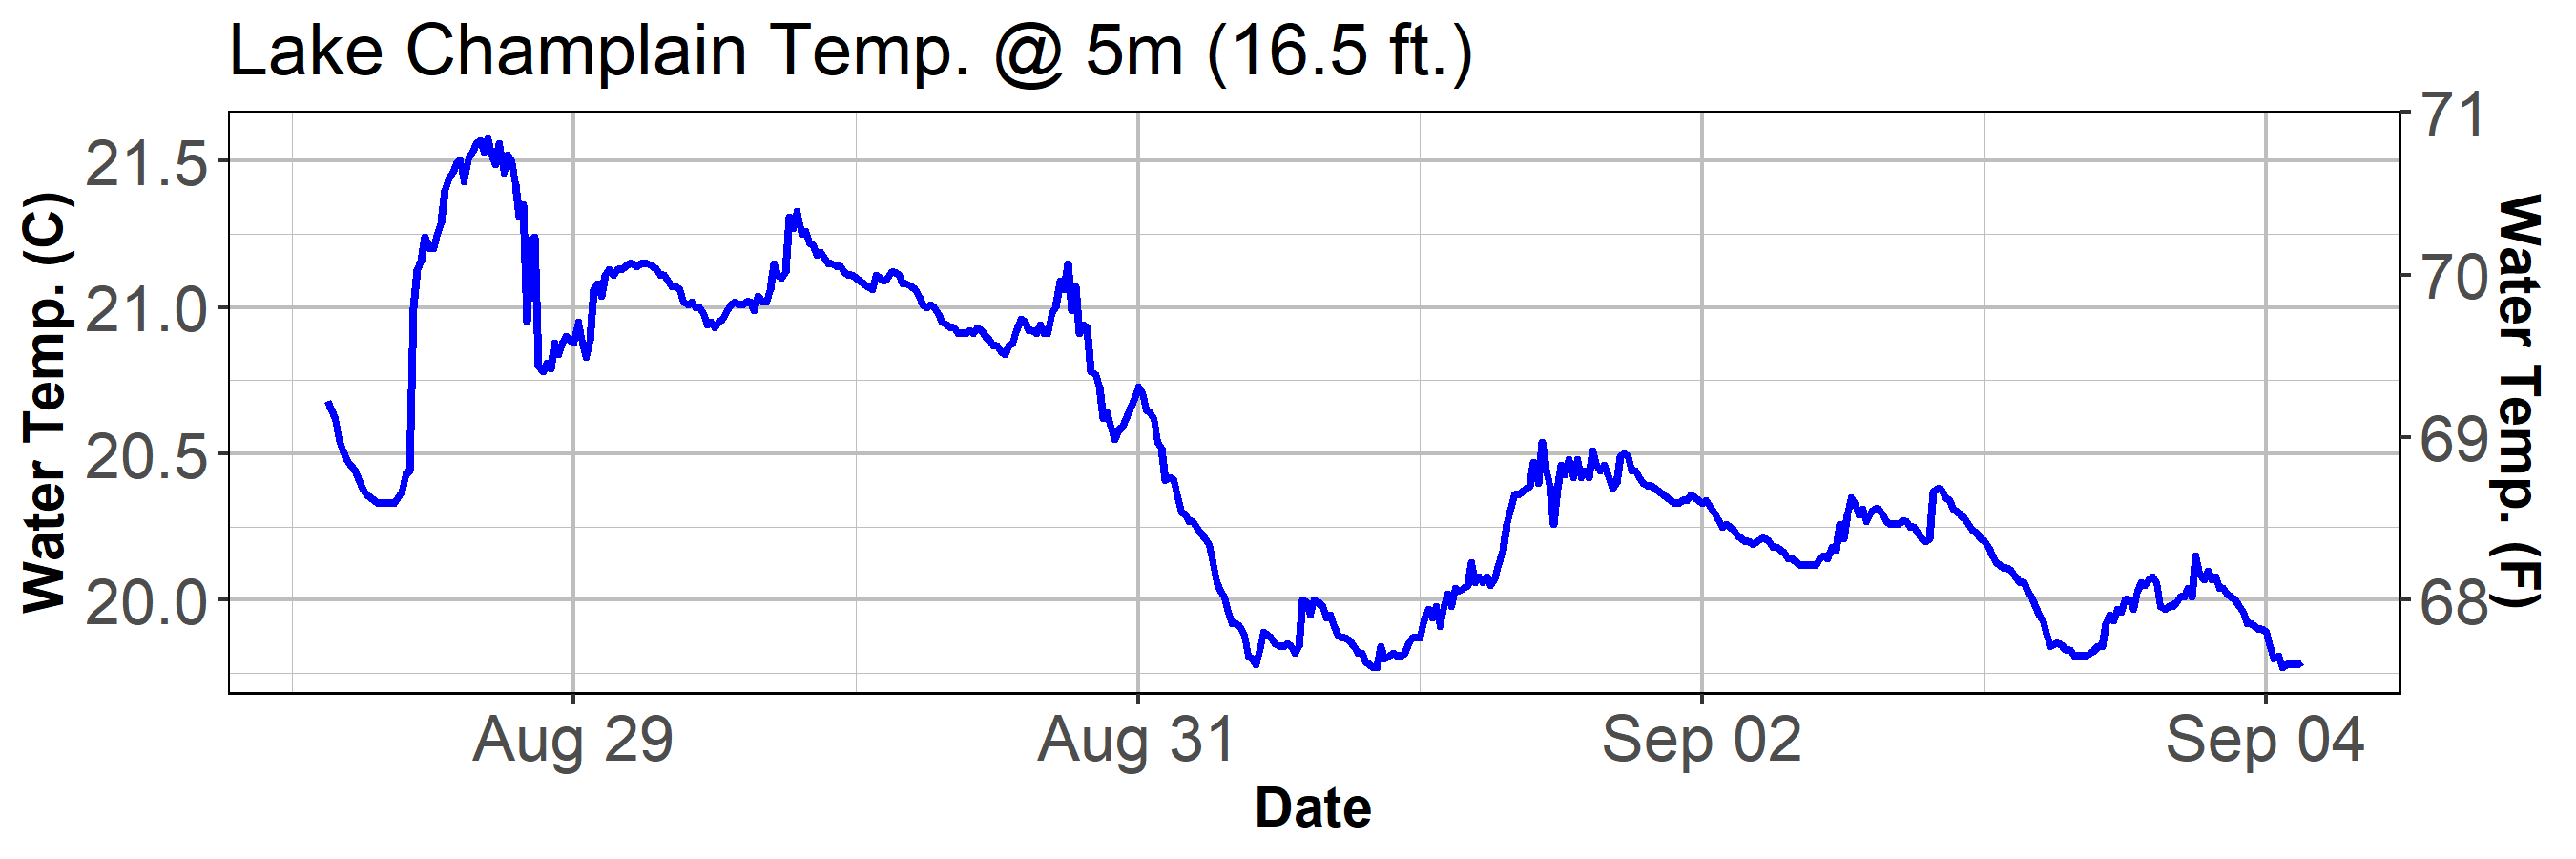 Lake Champlain Temp. @ 5m (16.5 ft.)
Water Temp. (C)
21.5
21.0
20.5
20.0
71
70
69
68
Water Temp. (F)
Aug 29
Aug 31
Sep 02
Sep 04
Date